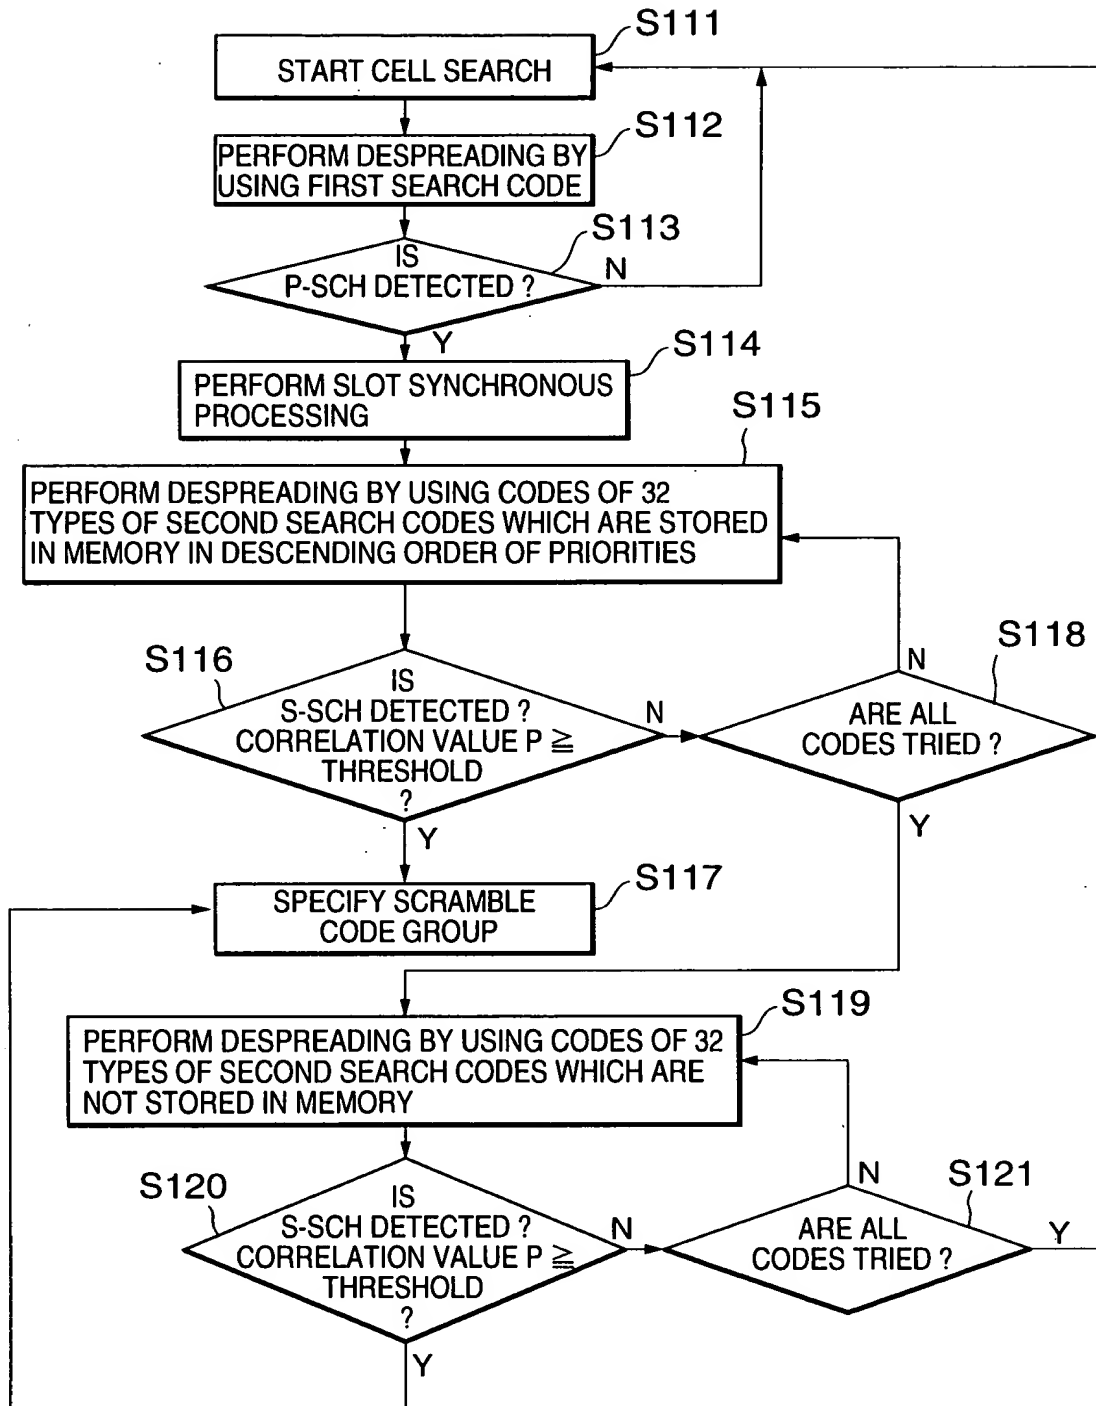 S111
START CELL SEARCH
S112
PERFORM DESPREADING BY
USING FIRST SEARCH CODE
S113
IS
P-SCH DETECTED ?
N
Y
S114
PERFORM SLOT SYNCHRONOUS
PROCESSING
S115
PERFORM DESPREADING BY USING CODES OF 32
TYPES OF SECOND SEARCH CODES WHICH ARE STORED
IN MEMORY IN DESCENDING ORDER OF PRIORITIES
S116
IS
S-SCH DETECTED ?
CORRELATION VALUE P ≧
THRESHOLD
?
N
Y
S118
N
ARE ALL
CODES TRIED ?
Y
S117
SPECIFY SCRAMBLE
CODE GROUP
S119
PERFORM DESPREADING BY USING CODES OF 32
TYPES OF SECOND SEARCH CODES WHICH ARE
NOT STORED IN MEMORY
S120
IS
S-SCH DETECTED ?
CORRELATION VALUE P ≧
THRESHOLD
?
N
Y
S121
N
ARE ALL
CODES TRIED ?
Y